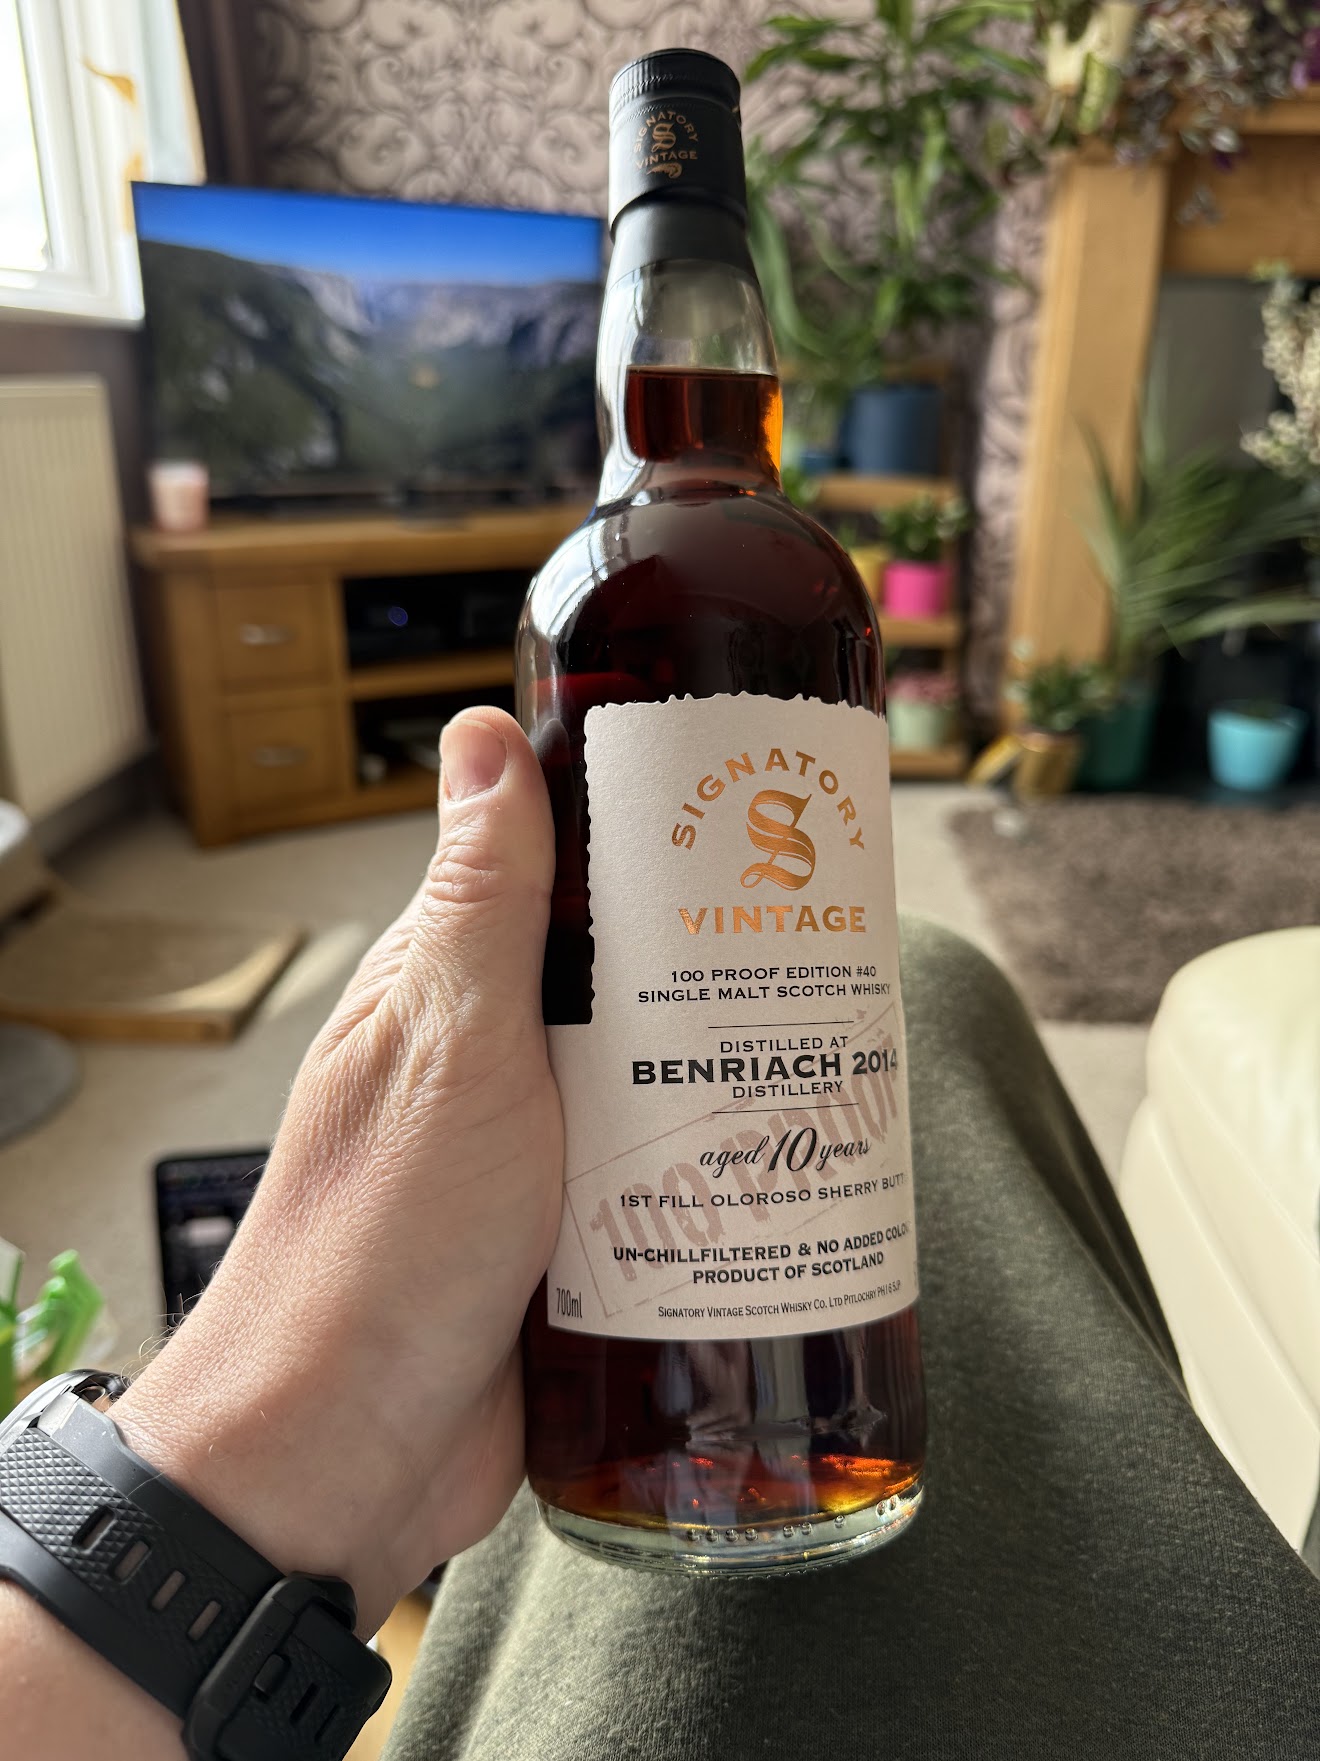 SIGNATORY
S
VINTAGE
SIGNATORY
S
VINTAGE
100 PROOF EDITION #40
SINGLE MALT SCOTCH WHISKY
DISTILLED AT
BENRIACH 2014
DISTILLERY
aged 10 years
1ST FILL OLOROSO SHERRY BUTT
100 PROOF
UN-CHILLFILTERED & NO ADDED COLO
PRODUCT OF SCOTLAND
700ml
SIGNATORY VINTAGE SCOTCH WHISKY CO. LTD PITLOCHRY PH16 5JP